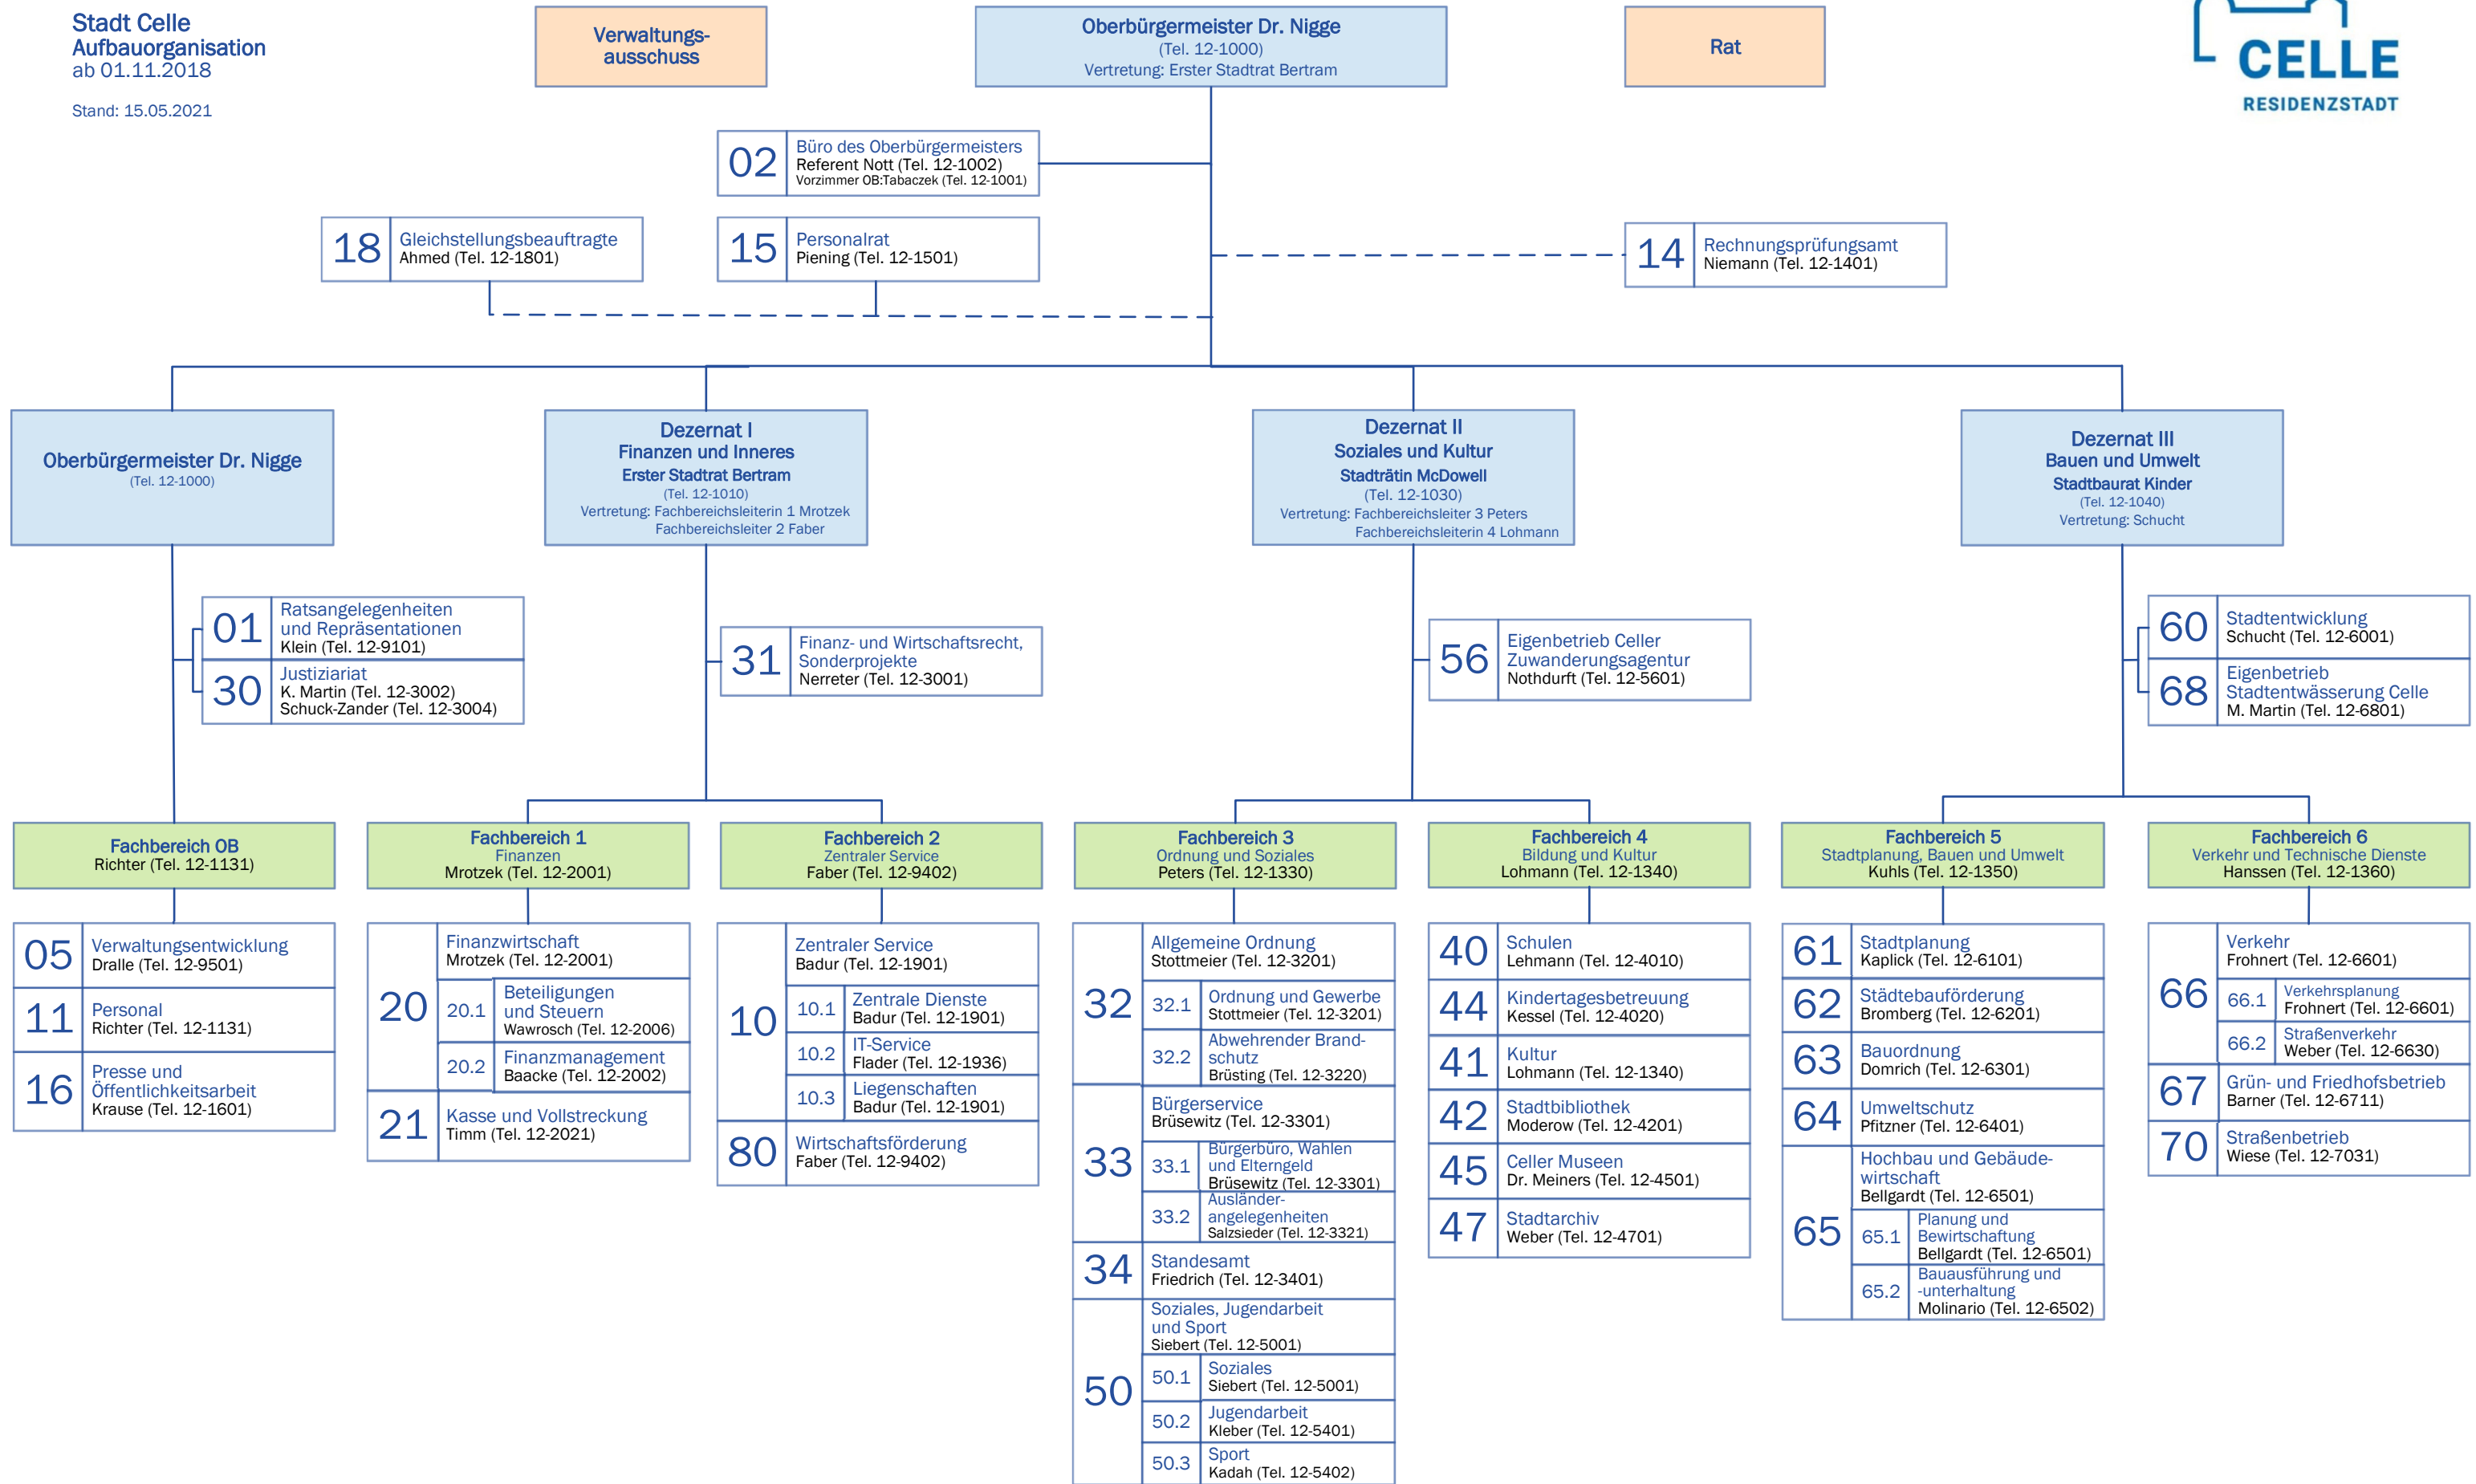 Stadt Celle
Aufbauorganisation
ab 01.11.2018
Stand: 15.05.2021
Verwaltungs-
ausschuss
Oberbürgermeister Dr. Nigge
(Tel. 12-1000)
Vertretung: Erster Stadtrat Bertram
Rat
CELLE
RESIDENZSTADT
02
Büro des Oberbürgermeisters
Referent Nott (Tel. 12-1002)
Vorzimmer OB:Tabaczek (Tel. 12-1001)
18
Gleichstellungsbeauftragte
Ahmed (Tel. 12-1801)
15
Personalrat
Piening (Tel. 12-1501)
14
Rechnungsprüfungsamt
Niemann (Tel. 12-1401)
Oberbürgermeister Dr. Nigge
(Tel. 12-1000)
Dezernat I
Finanzen und Inneres
Erster Stadtrat Bertram
(Tel. 12-1010)
Vertretung: Fachbereichsleiterin 1 Mrotzek
Fachbereichsleiter 2 Faber
Dezernat II
Soziales und Kultur
Stadträtin McDowell
(Tel. 12-1030)
Vertretung: Fachbereichsleiter 3 Peters
Fachbereichsleiterin 4 Lohmann
Dezernat III
Bauen und Umwelt
Stadtbaurat Kinder
(Tel. 12-1040)
Vertretung: Schucht
01
Ratsangelegenheiten
und Repräsentationen
Klein (Tel. 12-9101)
30
Justiziariat
K. Martin (Tel. 12-3002)
Schuck-Zander (Tel. 12-3004)
31
Finanz- und Wirtschaftsrecht,
Sonderprojekte
Nerreter (Tel. 12-3001)
56
Eigenbetrieb Celler
Zuwanderungsagentur
Nothdurft (Tel. 12-5601)
60
Stadtentwicklung
Schucht (Tel. 12-6001)
68
Eigenbetrieb
Stadtentwässerung Celle
M. Martin (Tel. 12-6801)
Fachbereich OB
Richter (Tel. 12-1131)
Fachbereich 1
Finanzen
Mrotzek (Tel. 12-2001)
Fachbereich 2
Zentraler Service
Faber (Tel. 12-9402)
Fachbereich 3
Ordnung und Soziales
Peters (Tel. 12-1330)
Fachbereich 4
Bildung und Kultur
Lohmann (Tel. 12-1340)
Fachbereich 5
Stadtplanung, Bauen und Umwelt
Kuhls (Tel. 12-1350)
Fachbereich 6
Verkehr und Technische Dienste
Hanssen (Tel. 12-1360)
05
Verwaltungsentwicklung
Dralle (Tel. 12-9501)
11
Personal
Richter (Tel. 12-1131)
16
Presse und
Öffentlichkeitsarbeit
Krause (Tel. 12-1601)
20
Finanzwirtschaft
Mrotzek (Tel. 12-2001)
20.1
Beteiligungen
und Steuern
Wawrosch (Tel. 12-2006)
20.2
Finanzmanagement
Baacke (Tel. 12-2002)
21
Kasse und Vollstreckung
Timm (Tel. 12-2021)
10
Zentraler Service
Badur (Tel. 12-1901)
10.1
Zentrale Dienste
Badur (Tel. 12-1901)
10.2
IT-Service
Flader (Tel. 12-1936)
10.3
Liegenschaften
Badur (Tel. 12-1901)
80
Wirtschaftsförderung
Faber (Tel. 12-9402)
32
Allgemeine Ordnung
Stottmeier (Tel. 12-3201)
32.1
Ordnung und Gewerbe
Stottmeier (Tel. 12-3201)
32.2
Abwehrender Brand-
schutz
Brüsting (Tel. 12-3220)
33
Bürgerservice
Brüsewitz (Tel. 12-3301)
33.1
Bürgerbüro, Wahlen
und Elterngeld
Brüsewitz (Tel. 12-3301)
33.2
Ausländer-
angelegenheiten
Salzsieder (Tel. 12-3321)
34
Standesamt
Friedrich (Tel. 12-3401)
50
Soziales, Jugendarbeit
und Sport
Siebert (Tel. 12-5001)
50.1
Soziales
Siebert (Tel. 12-5001)
50.2
Jugendarbeit
Kleber (Tel. 12-5401)
50.3
Sport
Kadah (Tel. 12-5402)
40
Schulen
Lehmann (Tel. 12-4010)
44
Kindertagesbetreuung
Kessel (Tel. 12-4020)
41
Kultur
Lohmann (Tel. 12-1340)
42
Stadtbibliothek
Moderow (Tel. 12-4201)
45
Celler Museen
Dr. Meiners (Tel. 12-4501)
47
Stadtarchiv
Weber (Tel. 12-4701)
61
Stadtplanung
Kaplick (Tel. 12-6101)
62
Städtebauförderung
Bromberg (Tel. 12-6201)
63
Bauordnung
Domrich (Tel. 12-6301)
64
Umweltschutz
Pfitzner (Tel. 12-6401)
65
Hochbau und Gebäude-
wirtschaft
Bellgardt (Tel. 12-6501)
65.1
Planung und
Bewirtschaftung
Bellgardt (Tel. 12-6501)
65.2
Bauausführung und
-unterhaltung
Molinario (Tel. 12-6502)
66
Verkehr
Frohnert (Tel. 12-6601)
66.1
Verkehrsplanung
Frohnert (Tel. 12-6601)
66.2
Straßenverkehr
Weber (Tel. 12-6630)
67
Grün- und Friedhofsbetrieb
Barner (Tel. 12-6711)
70
Straßenbetrieb
Wiese (Tel. 12-7031)